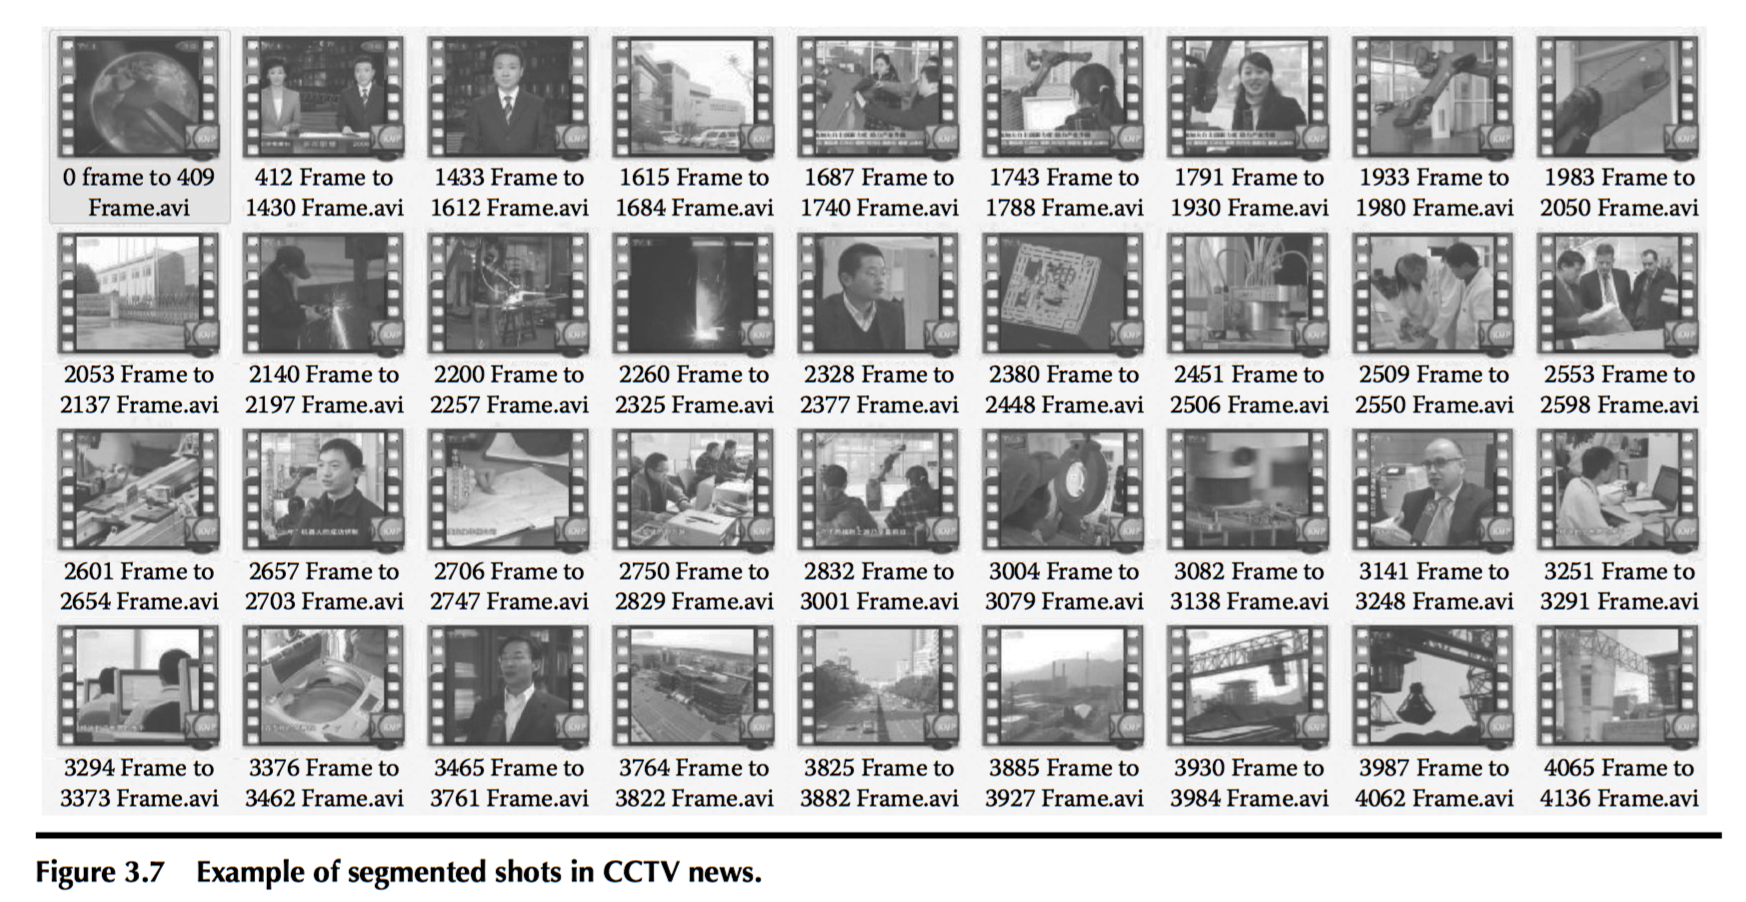 0 frame to 409
Frame.avi
412 Frame to
1430 Frame.avi
1433 Frame to
1612 Frame.avi
1615 Frame to
1684 Frame.avi
1687 Frame to
1740 Frame.avi
1743 Frame to
1788 Frame.avi
1791 Frame to
1930 Frame.avi
1933 Frame to
1980 Frame.avi
1983 Frame to
2050 Frame.avi
2053 Frame to
2137 Frame.avi
2140 Frame to
2197 Frame.avi
2200 Frame to
2257 Frame.avi
2260 Frame to
2325 Frame.avi
2328 Frame to
2377 Frame.avi
2380 Frame to
2448 Frame.avi
2451 Frame to
2506 Frame.avi
2509 Frame to
2550 Frame.avi
2553 Frame to
2598 Frame.avi
2601 Frame to
2654 Frame.avi
2657 Frame to
2703 Frame.avi
2706 Frame to
2747 Frame.avi
2750 Frame to
2829 Frame.avi
2832 Frame to
3001 Frame.avi
3004 Frame to
3079 Frame.avi
3082 Frame to
3138 Frame.avi
3141 Frame to
3248 Frame.avi
3251 Frame to
3291 Frame.avi
3294 Frame to
3373 Frame.avi
3376 Frame to
3462 Frame.avi
3465 Frame to
3761 Frame.avi
3764 Frame to
3822 Frame.avi
3825 Frame to
3882 Frame.avi
3885 Frame to
3927 Frame.avi
3930 Frame to
3984 Frame.avi
3987 Frame to
4062 Frame.avi
4065 Frame to
4136 Frame.avi
Figure 3.7 Example of segmented shots in CCTV news.